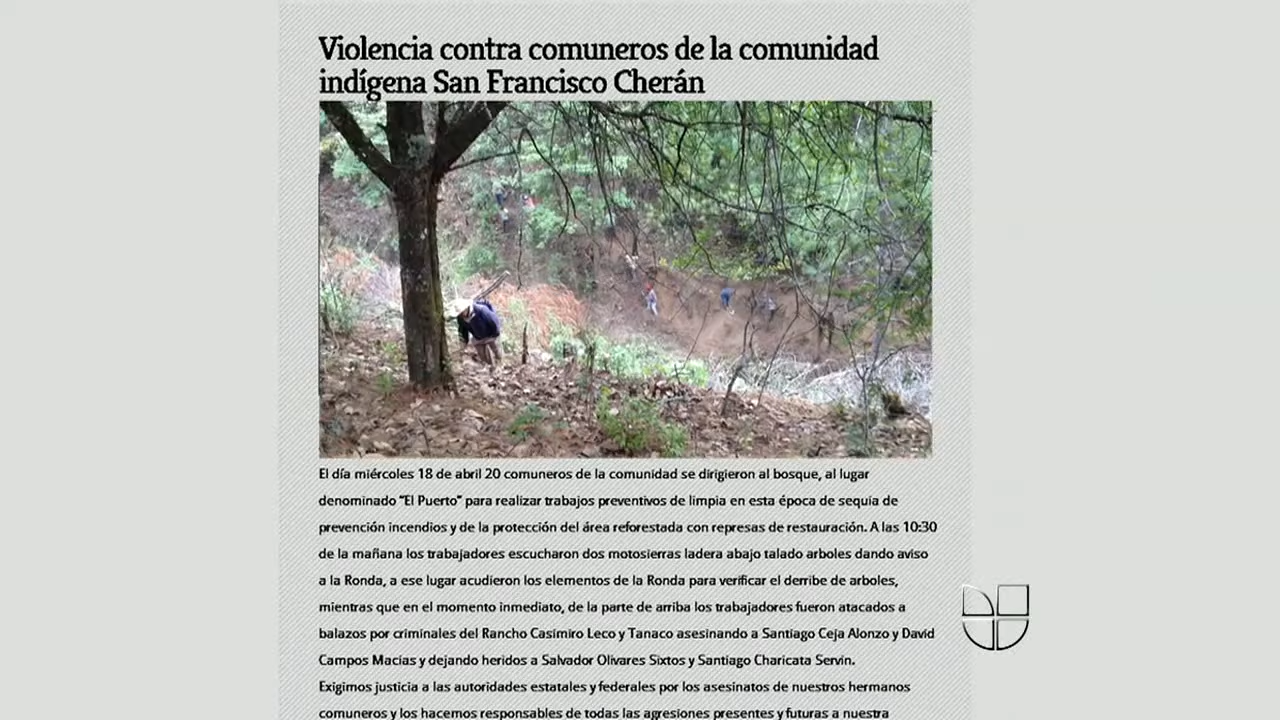 Violencia contra comuneros de la comunidad
indígena San Francisco Cherán
El día miércoles 18 de abril 20 comuneros de la comunidad se dirigieron al bosque, al lugar
denominado “El Puerto” para realizar trabajos preventivos de limpia en esta época de sequia de
prevención incendios y de la protección del área reforestada con represas de restauración. A las 10:30
de la mañana los trabajadores escucharon dos motosierras ladera abajo talado arboles dando aviso
a la Ronda, a ese lugar acudieron los elementos de la Ronda para verificar el derribe de arboles,
mientras que en el momento inmediato, de la parte de arriba los trabajadores fueron atacados a
balazos por criminales del Rancho Casimiro Leco y Tanaco asesinando a Santiago Ceja Alonzo y David
Campos Macias y dejando heridos a Salvador Olivares Sixtos y Santiago Charicata Servin.
Exigimos justicia a las autoridades estatales y federales por los asesinatos de nuestros hermanos
comuneros y los hacemos responsables de todas las agresiones presentes y futuras a nuestra